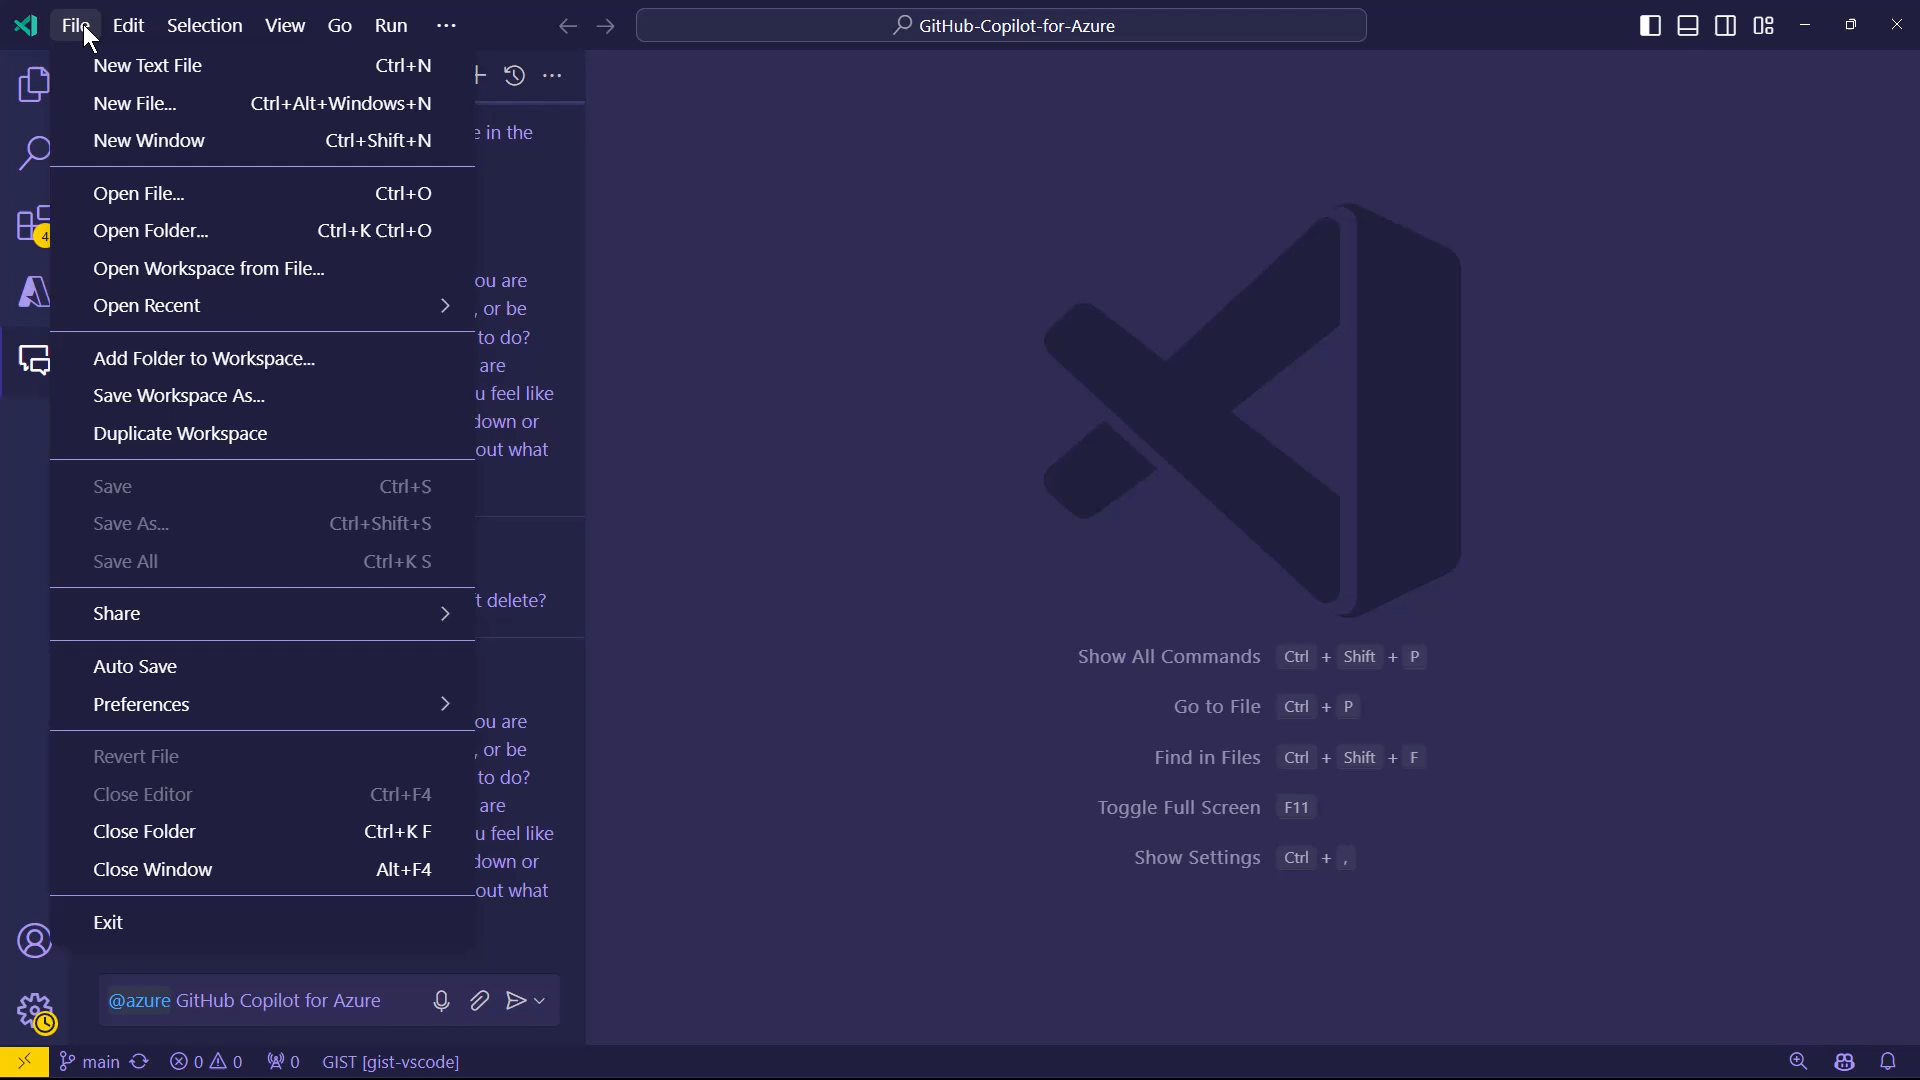 File Edit Selection View Go Run ···
GitHub-Copilot-for-Azure
New Text File Ctrl+N
New File... Ctrl+Alt+Windows+N
New Window Ctrl+Shift+N
Open File... Ctrl+O
Open Folder... Ctrl+K Ctrl+O
Open Workspace from File...
Open Recent
Add Folder to Workspace...
Save Workspace As...
Duplicate Workspace
Save Ctrl+S
Save As... Ctrl+Shift+S
Save All Ctrl+K S
Share
Auto Save
Preferences
Revert File
Close Editor Ctrl+F4
Close Folder Ctrl+K F
Close Window Alt+F4
Exit
4
in the
ou are
, or be
to do?
are
u feel like
down or
out what
't delete?
ou are
, or be
to do?
are
u feel like
down or
out what
@azure GitHub Copilot for Azure
Show All Commands Ctrl + Shift + P
Go to File Ctrl + P
Find in Files Ctrl + Shift + F
Toggle Full Screen F11
Show Settings Ctrl + ,
main 0 0 0 GIST [gist-vscode]